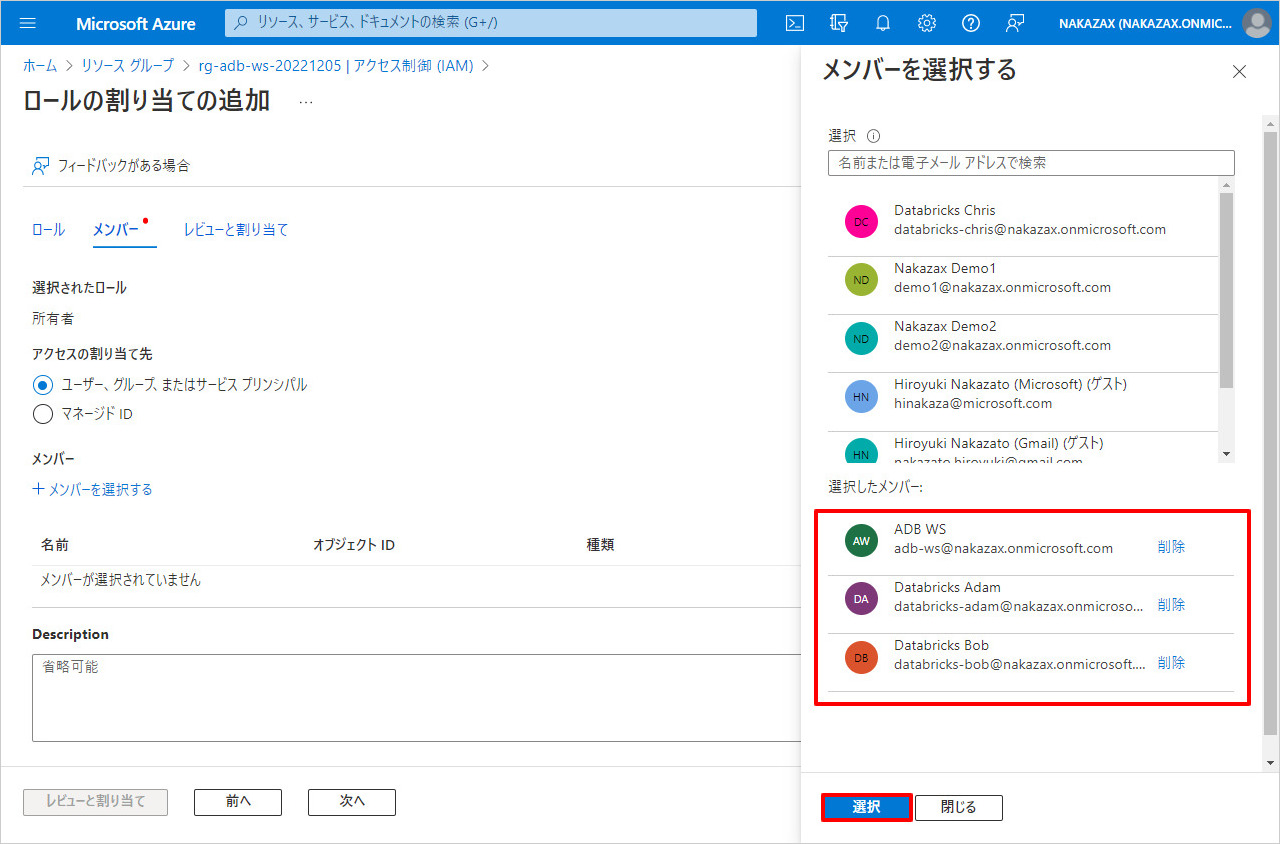 Microsoft Azure
リソース、サービス、ドキュメントの検索 (G+/)
NAKAZAX (NAKAZAX.ONMIC...
ホーム > リソース グループ > rg-adb-ws-20221205 | アクセス制御 (IAM) >
ロールの割り当ての追加 ...
フィードバックがある場合
ロール メンバー レビューと割り当て
選択されたロール
所有者
アクセスの割り当て先
ユーザー、グループ、またはサービス プリンシパル
マネージド ID
メンバー
+ メンバーを選択する
名前 オブジェクト ID 種類
メンバーが選択されていません
Description
省略可能
レビューと割り当て 前へ 次へ
メンバーを選択する
選択
名前または電子メール アドレスで検索
DC Databricks Chris
databricks-chris@nakazax.onmicrosoft.com
ND Nakazax Demo1
demo1@nakazax.onmicrosoft.com
ND Nakazax Demo2
demo2@nakazax.onmicrosoft.com
HN Hiroyuki Nakazato (Microsoft) (ゲスト)
hinakaza@microsoft.com
HN Hiroyuki Nakazato (Gmail) (ゲスト)
nakazato.hiroyuki@gmail.com
選択したメンバー:
AW ADB WS
adb-ws@nakazax.onmicrosoft.com 削除
DA Databricks Adam
databricks-adam@nakazax.onmicroso... 削除
DB Databricks Bob
databricks-bob@nakazax.onmicrosoft.... 削除
選択 閉じる